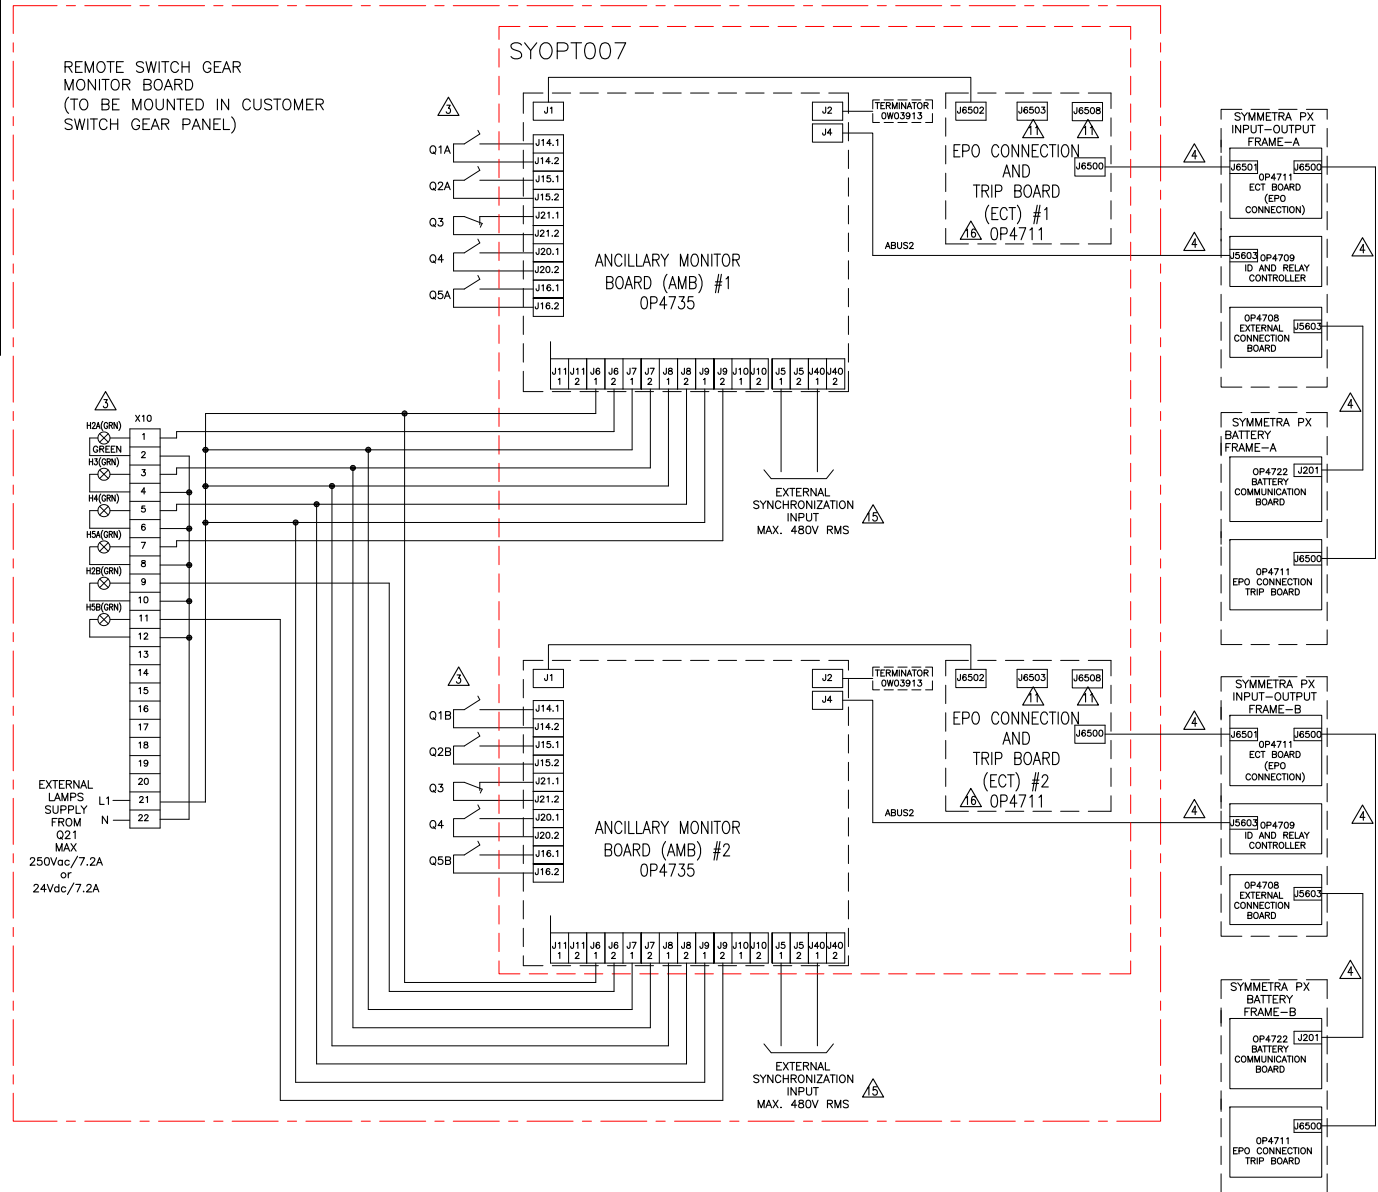 REMOTE SWITCH GEAR
MONITOR BOARD
(TO BE MOUNTED IN CUSTOMER
SWITCH GEAR PANEL)
SYOPT007
3
J1
J2
TERMINATOR
0W03913
J4
J6502
J6503
J6508
11
11
EPO CONNECTION
AND
TRIP BOARD
(ECT) #1
16
0P4711
J6500
Q1A
J14.1
J14.2
Q2A
J15.1
J15.2
Q3
J21.1
J21.2
Q4
J20.1
J20.2
Q5A
J16.1
J16.2
ANCILLARY MONITOR
BOARD (AMB) #1
0P4735
ABUS2
J11 1
J11 2
J6 1
J6 2
J7 1
J7 2
J8 1
J8 2
J9 1
J9 2
J10 1
J10 2
J5 1
J5 2
J40 1
J40 2
EXTERNAL
SYNCHRONIZATION
INPUT
MAX. 480V RMS
15
4
4
4
4
SYMMETRA PX
INPUT-OUTPUT
FRAME-A
J6501
J6500
0P4711
ECT BOARD
(EPO
CONNECTION)
J5603
0P4709
ID AND RELAY
CONTROLLER
0P4708
EXTERNAL
CONNECTION
BOARD
J5603
SYMMETRA PX
BATTERY
FRAME-A
0P4722
BATTERY
COMMUNICATION
BOARD
J201
J6500
0P4711
EPO CONNECTION
TRIP BOARD
3
X10
H2A(GRN)
GREEN
H3(GRN)
H4(GRN)
H5A(GRN)
H2B(GRN)
H5B(GRN)
1
2
3
4
5
6
7
8
9
10
11
12
13
14
15
16
17
18
19
20
21
22
EXTERNAL
LAMPS
SUPPLY
FROM
Q21
MAX
250Vac/7.2A
or
24Vdc/7.2A
L1
N
3
J1
J2
TERMINATOR
0W03913
J4
J6502
J6503
J6508
11
11
EPO CONNECTION
AND
TRIP BOARD
(ECT) #2
16
0P4711
J6500
Q1B
J14.1
J14.2
Q2B
J15.1
J15.2
Q3
J21.1
J21.2
Q4
J20.1
J20.2
Q5B
J16.1
J16.2
ANCILLARY MONITOR
BOARD (AMB) #2
0P4735
ABUS2
J11 1
J11 2
J6 1
J6 2
J7 1
J7 2
J8 1
J8 2
J9 1
J9 2
J10 1
J10 2
J5 1
J5 2
J40 1
J40 2
EXTERNAL
SYNCHRONIZATION
INPUT
MAX. 480V RMS
15
4
4
4
4
SYMMETRA PX
INPUT-OUTPUT
FRAME-B
J6501
J6500
0P4711
ECT BOARD
(EPO
CONNECTION)
J5603
0P4709
ID AND RELAY
CONTROLLER
0P4708
EXTERNAL
CONNECTION
BOARD
J5603
SYMMETRA PX
BATTERY
FRAME-B
0P4722
BATTERY
COMMUNICATION
BOARD
J201
J6500
0P4711
EPO CONNECTION
TRIP BOARD